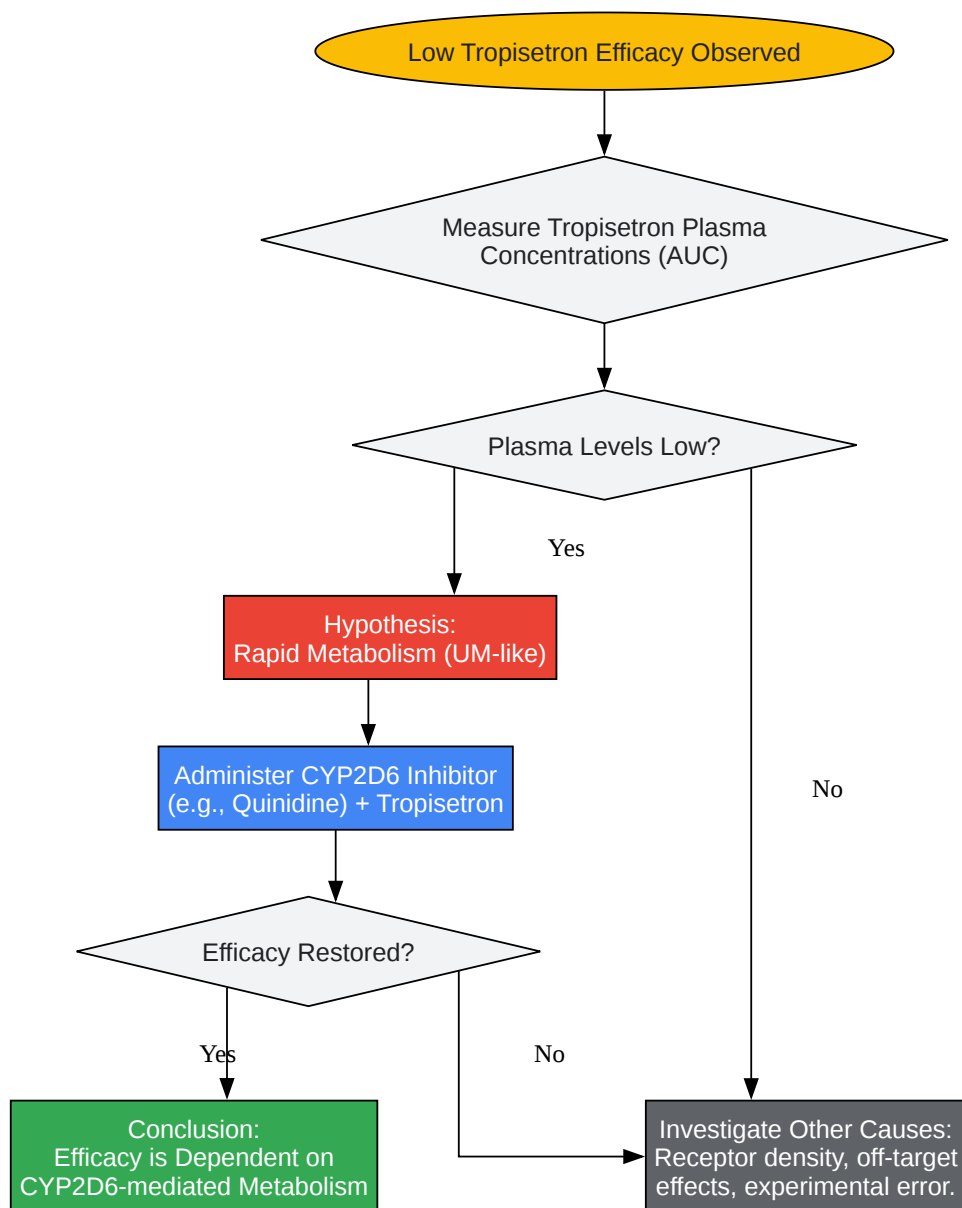 Low Tropisetron Efficacy Observed
Measure Tropisetron Plasma
Concentrations (AUC)
Plasma Levels Low?
Yes
Hypothesis:
Rapid Metabolism (UM-like)
Administer CYP2D6 Inhibitor
(e.g., Quinidine) + Tropisetron
No
Efficacy Restored?
Yes
No
Conclusion:
Efficacy is Dependent on
CYP2D6-mediated Metabolism
Investigate Other Causes:
Receptor density, off-target
effects, experimental error.